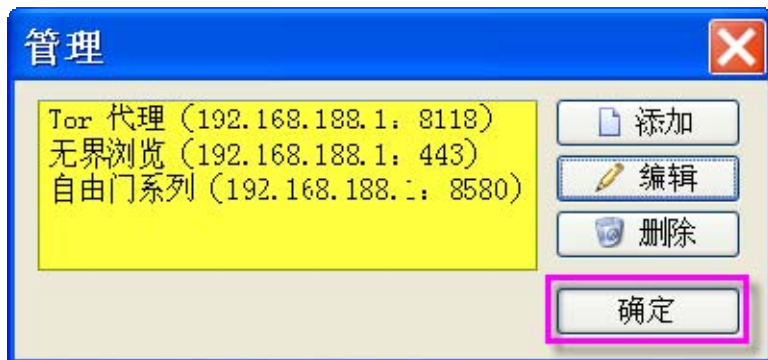 管理
Tor 代理（192.168.188.1：8118）
无界浏览（192.168.188.1：443）
自由门系列（192.168.188.1：8580）
添加
编辑
删除
确定